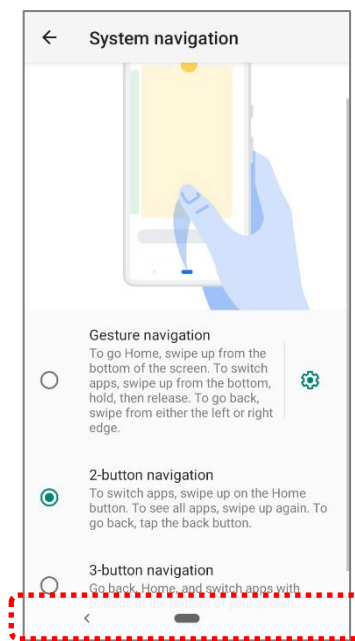 System navigation
Gesture navigation
To go Home, swipe up from the
bottom of the screen. To switch
apps, swipe up from the bottom,
hold, then release. To go back,
swipe from either the left or right
edge.
2-button navigation
To switch apps, swipe up on the Home
button. To see all apps, swipe up again. To
go back, tap the back button.
3-button navigation
Go back, Home, and switch apps with